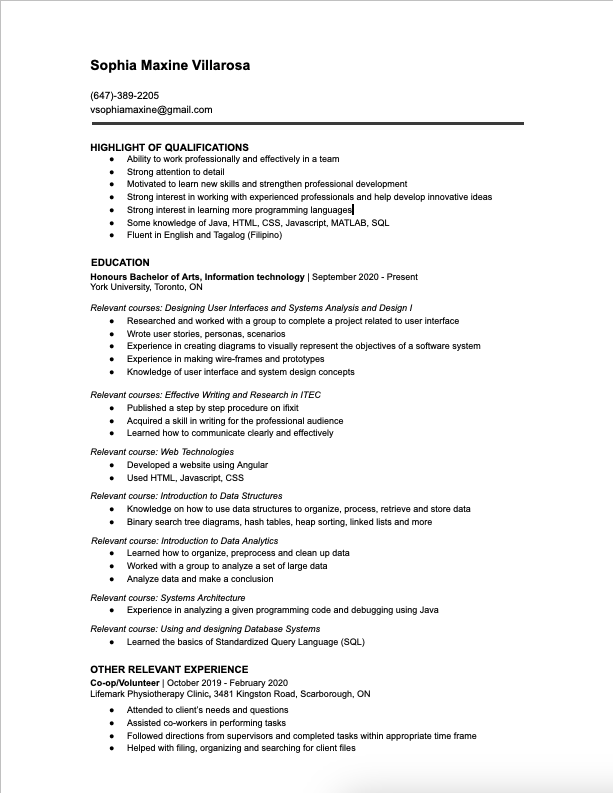 Sophia Maxine Villarosa
(647)-389-2205
vsophiamaxine@gmail.com
HIGHLIGHT OF QUALIFICATIONS
● Ability to work professionally and effectively in a team
● Strong attention to detail
● Motivated to learn new skills and strengthen professional development
● Strong interest in working with experienced professionals and help develop innovative ideas
● Strong interest in learning more programming languages
● Some knowledge of Java, HTML, CSS, Javascript, MATLAB, SQL
● Fluent in English and Tagalog (Filipino)
EDUCATION
Honours Bachelor of Arts, Information technology | September 2020 - Present
York University, Toronto, ON
Relevant courses: Designing User Interfaces and Systems Analysis and Design I
● Researched and worked with a group to complete a project related to user interface
● Wrote user stories, personas, scenarios
● Experience in creating diagrams to visually represent the objectives of a software system
● Experience in making wire-frames and prototypes
● Knowledge of user interface and system design concepts
Relevant courses: Effective Writing and Research in ITEC
● Published a step by step procedure on ifixit
● Acquired a skill in writing for the professional audience
● Learned how to communicate clearly and effectively
Relevant course: Web Technologies
● Developed a website using Angular
● Used HTML, Javascript, CSS
Relevant course: Introduction to Data Structures
● Knowledge on how to use data structures to organize, process, retrieve and store data
● Binary search tree diagrams, hash tables, heap sorting, linked lists and more
Relevant course: Introduction to Data Analytics
● Learned how to organize, preprocess and clean up data
● Worked with a group to analyze a set of large data
● Analyze data and make a conclusion
Relevant course: Systems Architecture
● Experience in analyzing a given programming code and debugging using Java
Relevant course: Using and designing Database Systems
● Learned the basics of Standardized Query Language (SQL)
OTHER RELEVANT EXPERIENCE
Co-op/Volunteer | October 2019 - February 2020
Lifemark Physiotherapy Clinic, 3481 Kingston Road, Scarborough, ON
● Attended to client's needs and questions
● Assisted co-workers in performing tasks
● Followed directions from supervisors and completed tasks within appropriate time frame
● Helped with filing, organizing and searching for client files